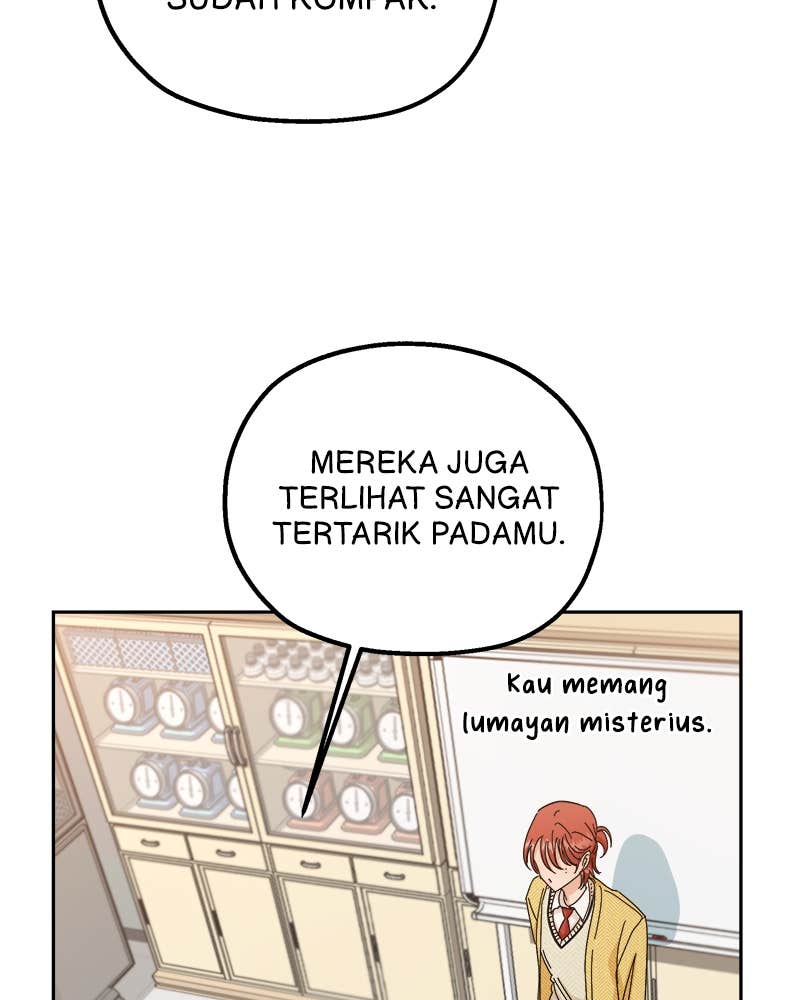 SUDAH KOMPAK.
MEREKA JUGA
TERLIHAT SANGAT
TERTARIK PADAMU.
Kau memang
lumayan misterius.